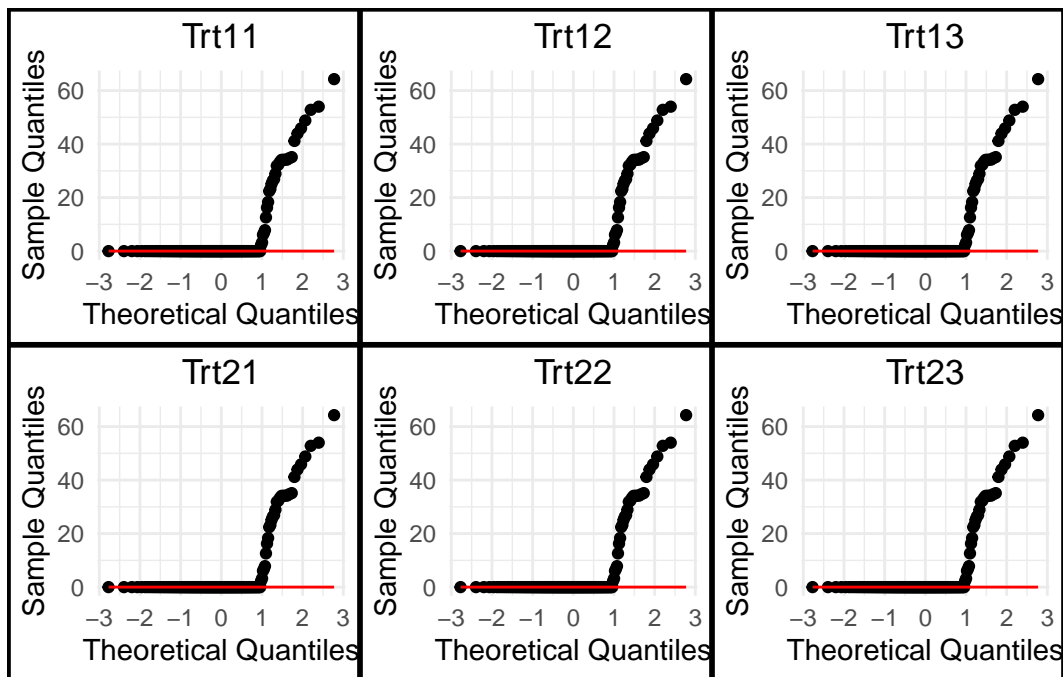 Trt11 Trt12 Trt13
Sample Quantiles Sample Quantiles Sample Quantiles
60 60 60
40 40 40
20 20 20
0 0 0
−3 −2 −1 0 1 2 3 −3 −2 −1 0 1 2 3 −3 −2 −1 0 1 2 3
Theoretical Quantiles Theoretical Quantiles Theoretical Quantiles
Trt21 Trt22 Trt23
Sample Quantiles Sample Quantiles Sample Quantiles
60 60 60
40 40 40
20 20 20
0 0 0
−3 −2 −1 0 1 2 3 −3 −2 −1 0 1 2 3 −3 −2 −1 0 1 2 3
Theoretical Quantiles Theoretical Quantiles Theoretical Quantiles